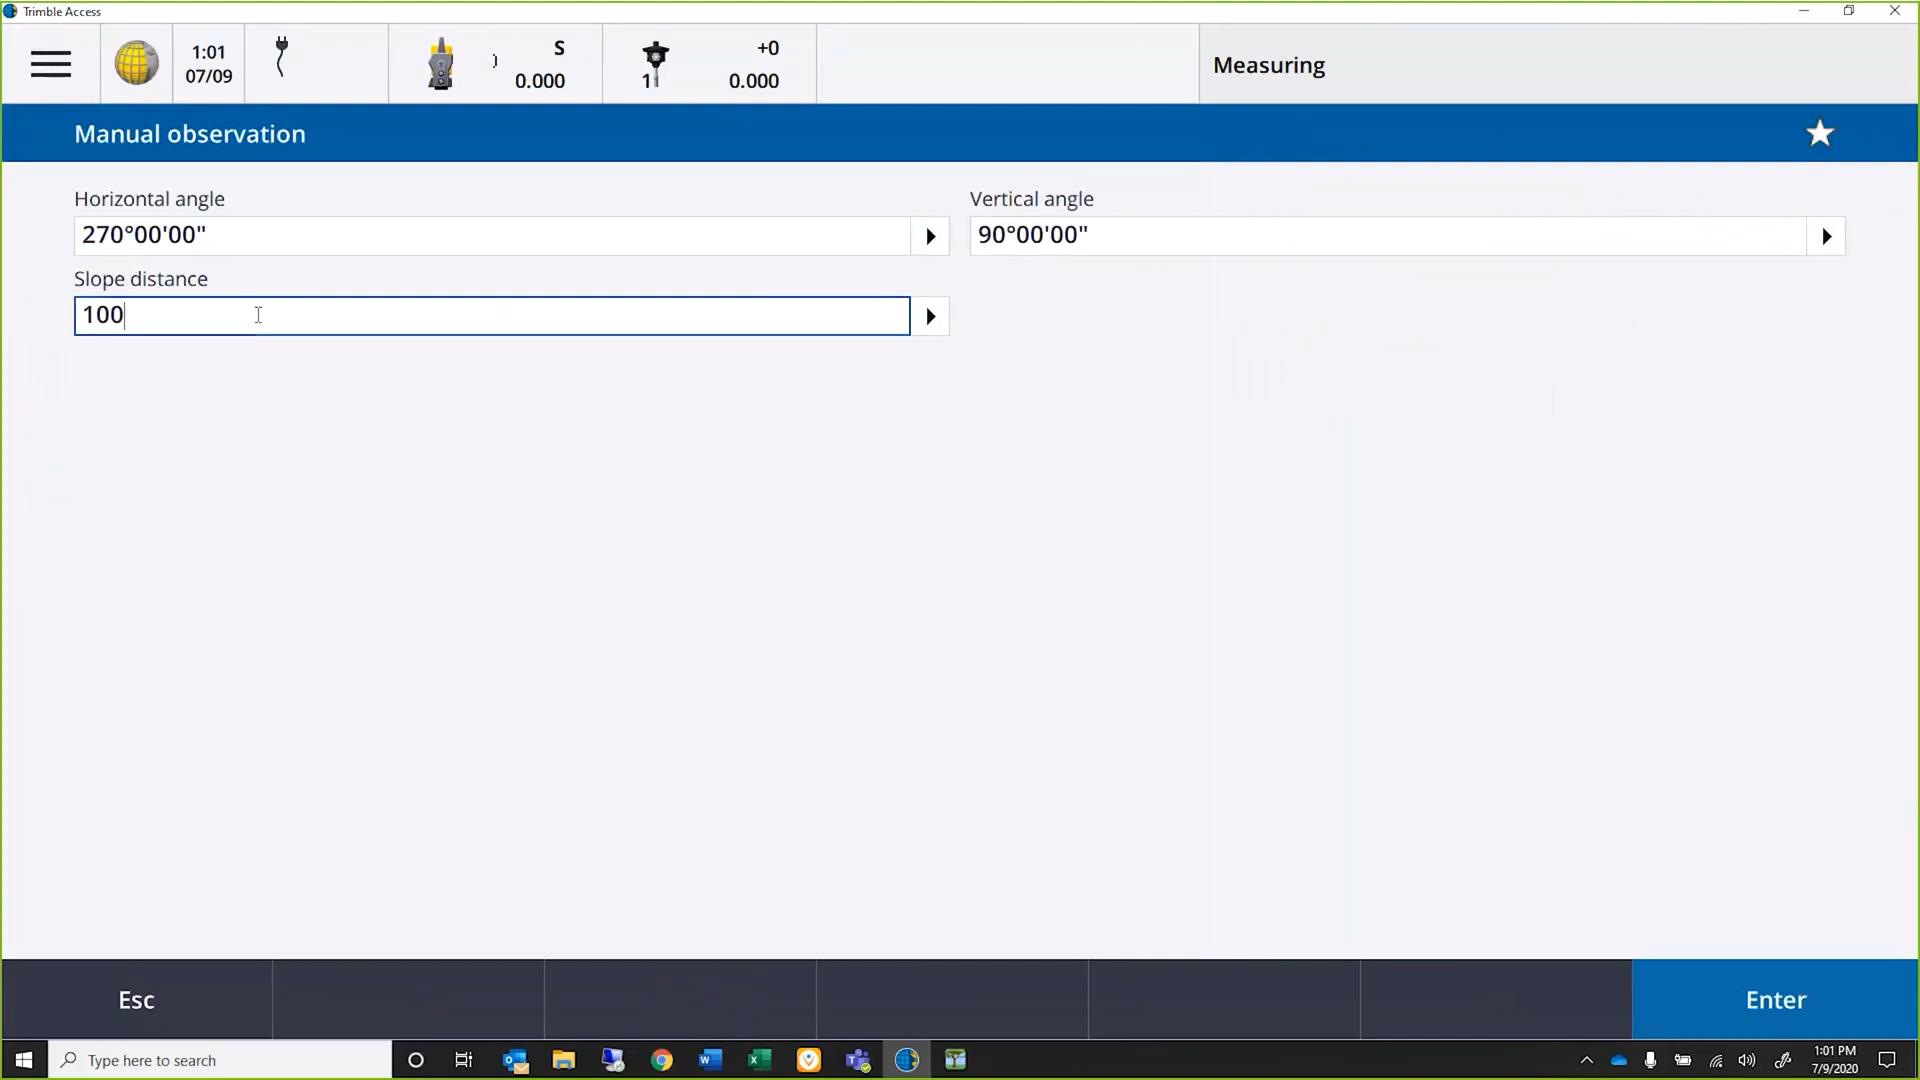 Trimble Access
1:01
07/09
S
0.000
1
+0
0.000
Measuring
Manual observation
Horizontal angle
270°00'00"
Vertical angle
90°00'00"
Slope distance
100
Esc
Enter
Type here to search
1:01 PM
7/9/2020